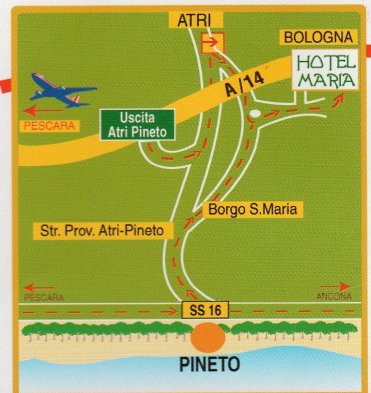 ATRI
BOLOGNA
HOTEL
MARIA
A/14
PESCARA
Uscita
Atri Pineto
Borgo S.Maria
Str. Prov. Atri-Pineto
PESCARA
ANCONA
SS 16
PINETO